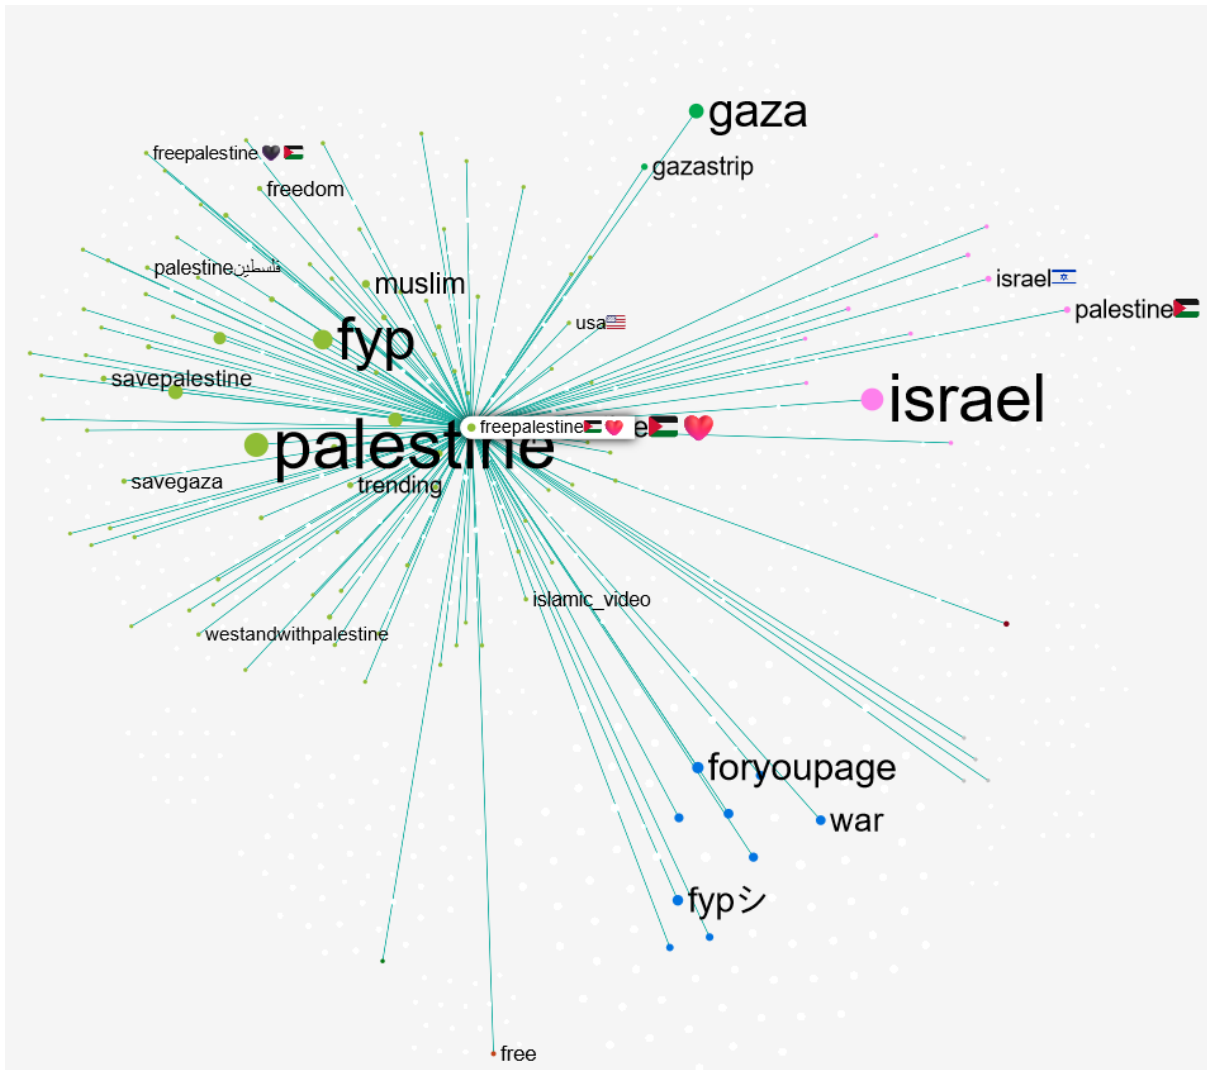 gaza
freepalestine🖤🇵🇸
gazastrip
freedom
palestineفلسطين
muslim
israel🇮🇱
palestine🇵🇸
usa🇺🇸
fyp
savepalestine
israel
freepalestine🇵🇸❤️
e🇵🇸❤️
palestine
savegaza
trending
islamic_video
westandwithpalestine
foryoupage
war
fypシ
free